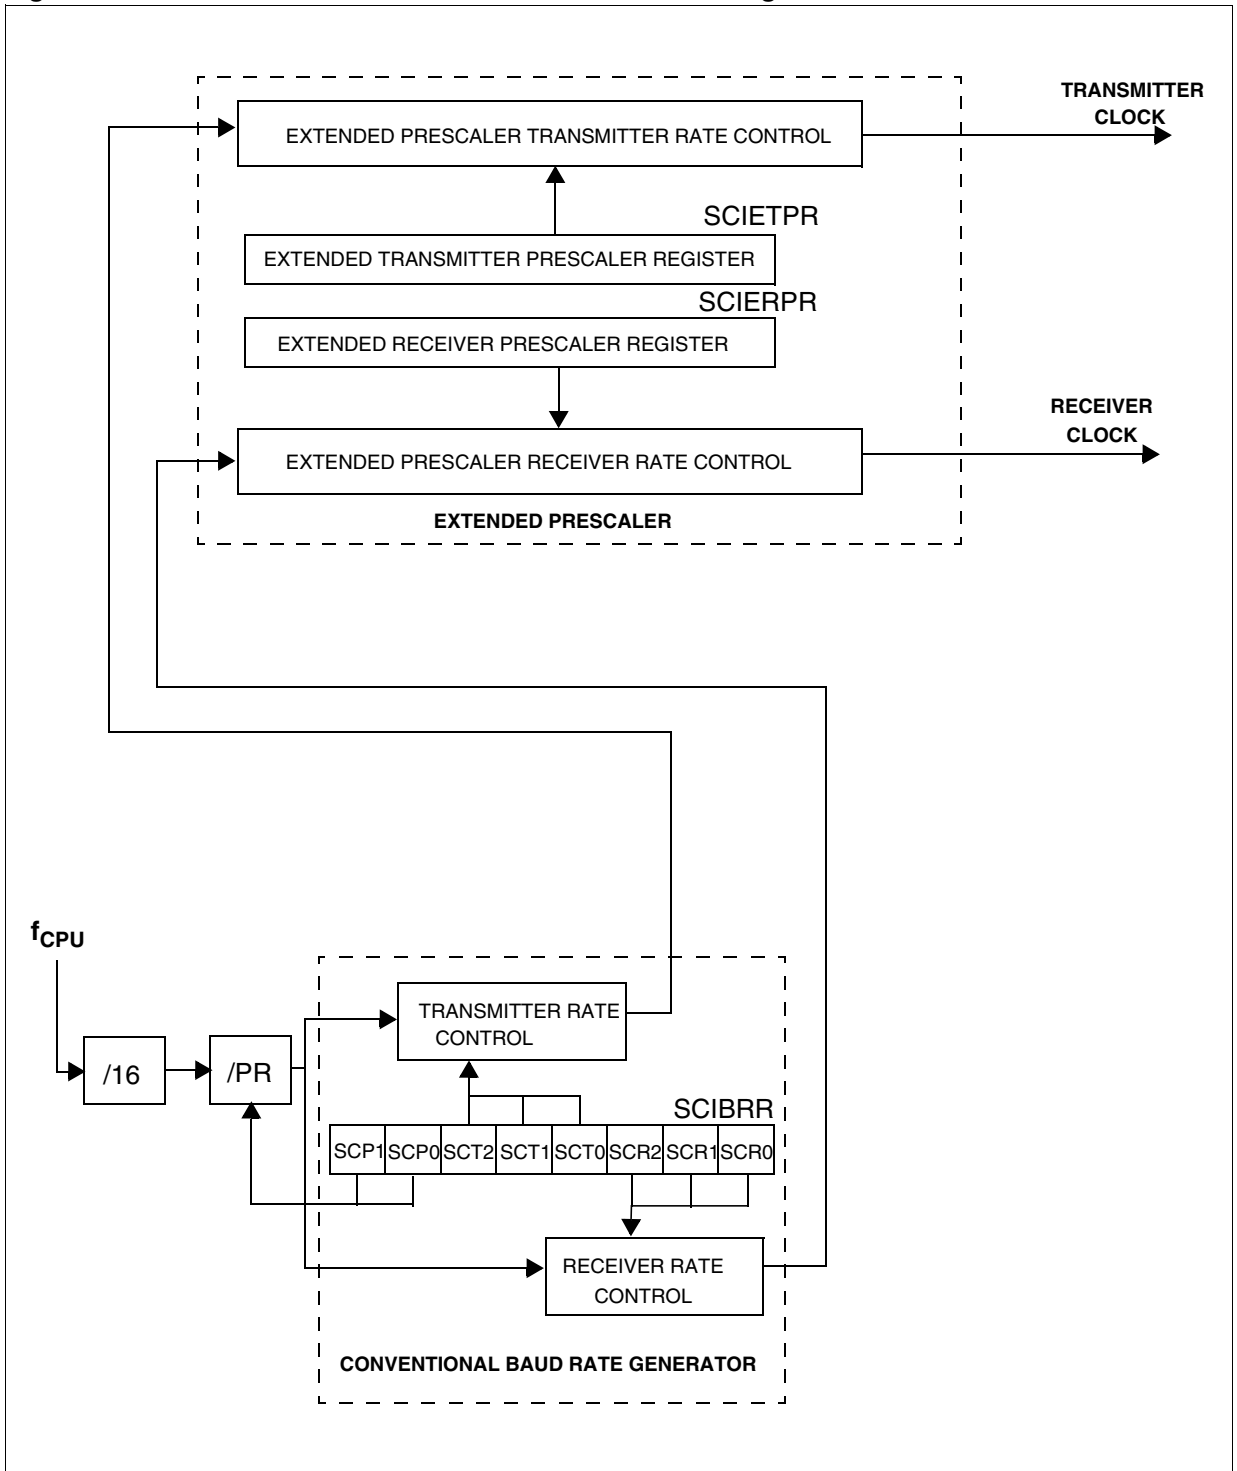 TRANSMITTER
CLOCK
EXTENDED PRESCALER TRANSMITTER RATE CONTROL
SCIETPR
EXTENDED TRANSMITTER PRESCALER REGISTER
SCIERPR
EXTENDED RECEIVER PRESCALER REGISTER
RECEIVER
CLOCK
EXTENDED PRESCALER RECEIVER RATE CONTROL
EXTENDED PRESCALER
fCPU
TRANSMITTER RATE
CONTROL
/16
/PR
SCIBRR
SCP1 SCP0 SCT2 SCT1 SCT0 SCR2 SCR1 SCR0
RECEIVER RATE
CONTROL
CONVENTIONAL BAUD RATE GENERATOR